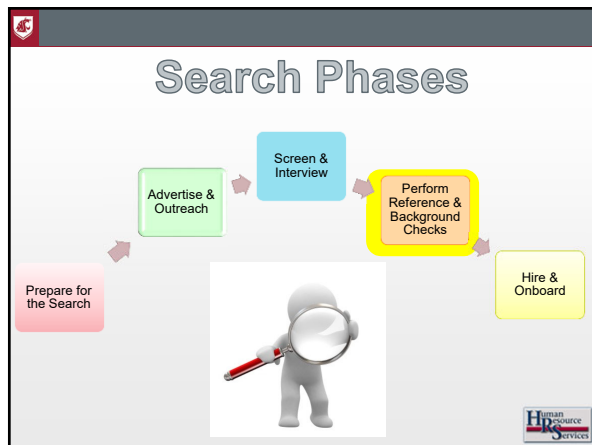 Search Phases
Prepare for
the Search
Advertise &
Outreach
Screen &
Interview
Perform
Reference &
Background
Checks
Hire &
Onboard
Human
Resource
Services